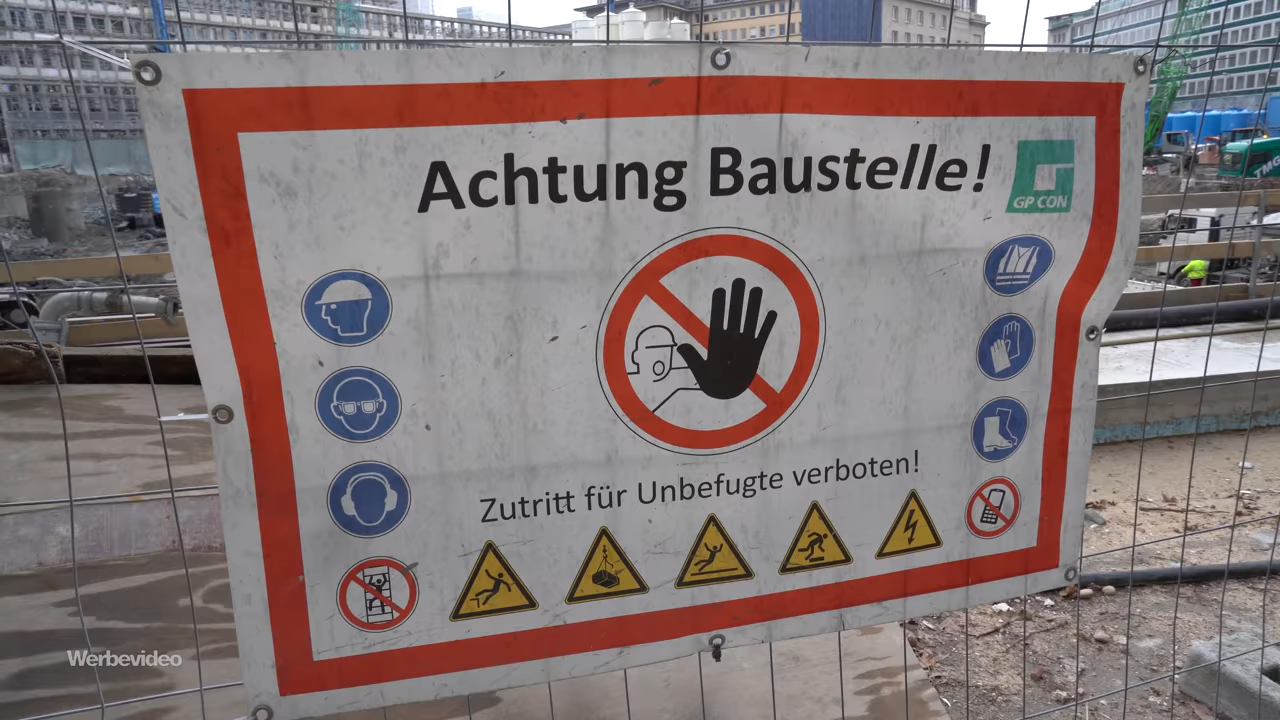 Achtung Baustelle!
GP CON
Zutritt für Unbefugte verboten!
Werbevideo